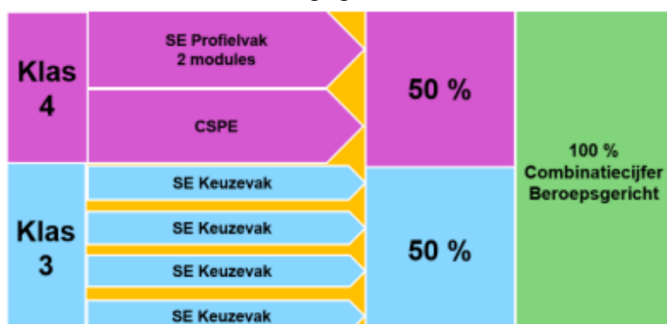 Klas
4
SE Profielvak
2 modules
CSPE
50 %
Klas
3
SE Keuzevak
SE Keuzevak
SE Keuzevak
SE Keuzevak
50 %
100 %
Combinatiecijfer
Beroepsgericht